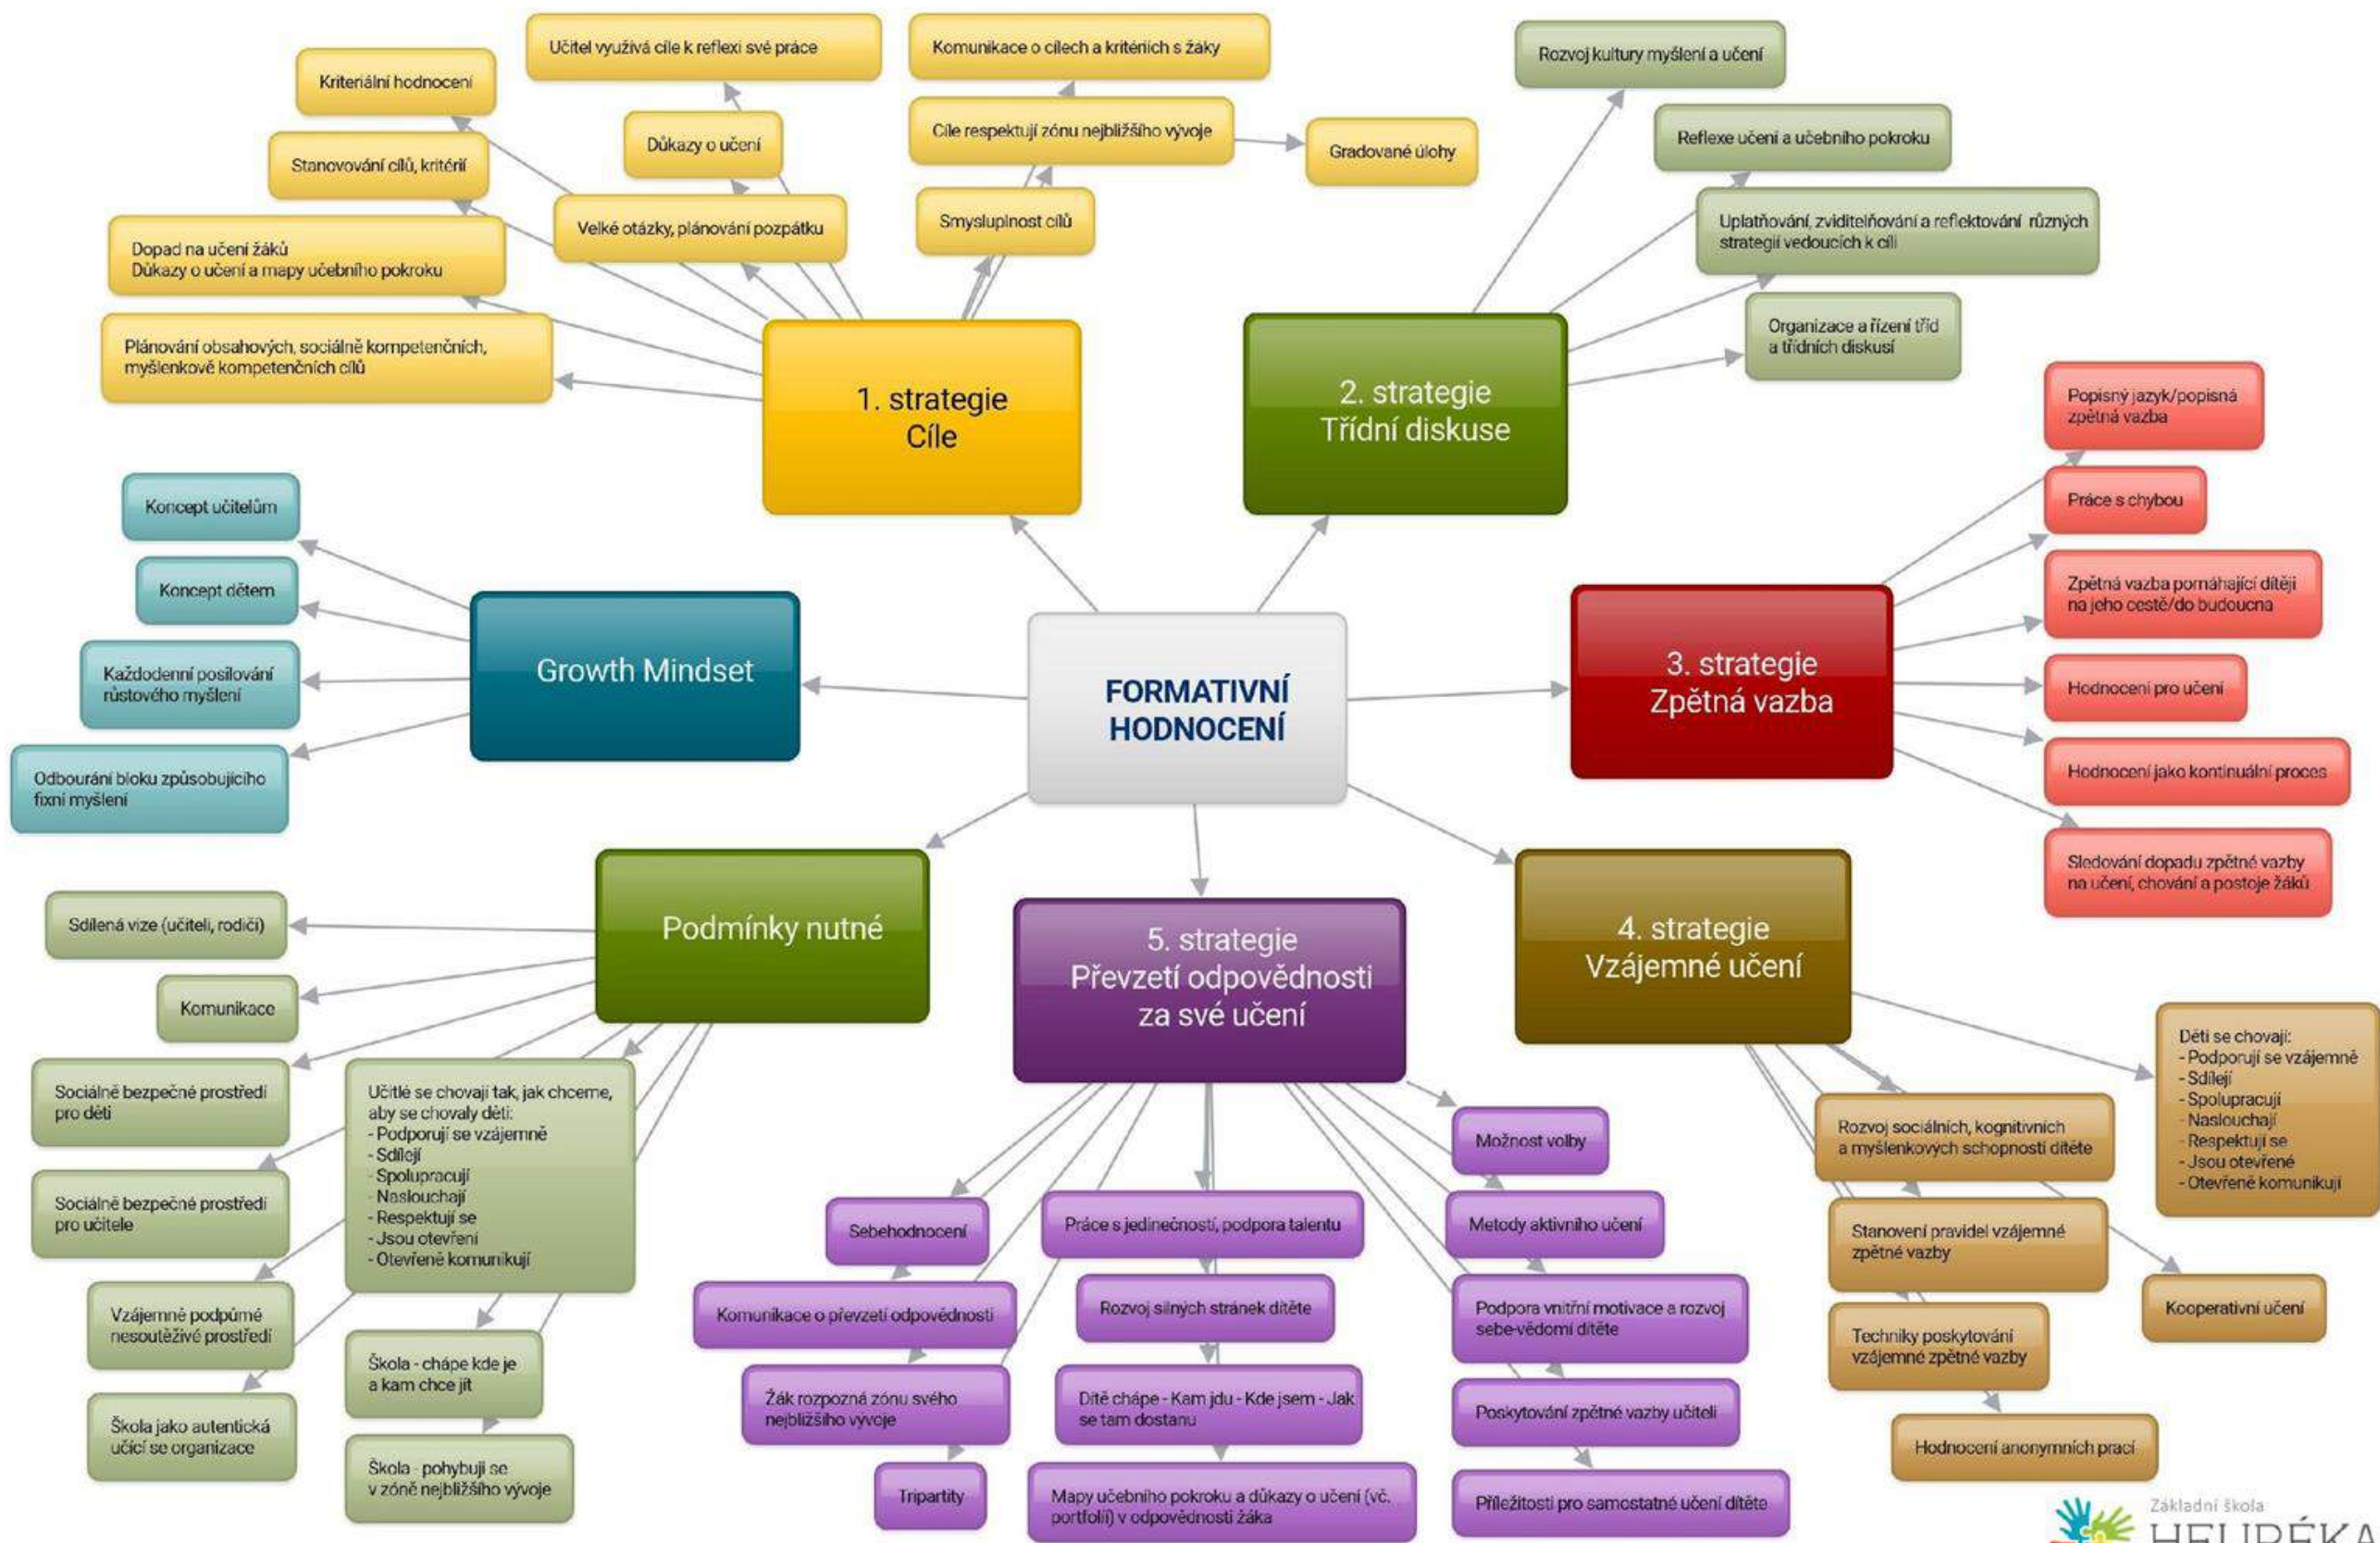 Učitel využívá cíle k reflexi své práce
Komunikace o cílech a kritériích s žáky
Kriteriální hodnocení
Důkazy o učení
Cíle respektují zónu nejbližšího vývoje
Gradované úlohy
Stanovování cílů, kritérií
Velké otázky, plánování pozpátku
Smysluplnost cílů
Dopad na učení žáků
Důkazy o učení a mapy učebního pokroku
Plánování obsahových, sociálně kompetenčních,
myšlenkově kompetenčních cílů
1. strategie
Cíle
Rozvoj kultury myšlení a učení
Reflexe učení a učebního pokroku
Uplatňování, zviditelňování a reflektování různých
strategií vedoucích k cíli
Organizace a řízení tříd
a třídních diskusí
2. strategie
Třídní diskuse
Popisný jazyk/popisná
zpětná vazba
Práce s chybou
Zpětná vazba pomáhající dítěji
na jeho cestě/do budoucna
Hodnocení pro učení
Hodnocení jako kontinuální proces
Sledování dopadu zpětné vazby
na učení, chování a postoje žáků
3. strategie
Zpětná vazba
Koncept učitelům
Koncept dětem
Každodenní posilování
růstového myšlení
Odbourání bloku způsobujícího
fixní myšlení
Growth Mindset
FORMATIVNÍ
HODNOCENÍ
Podmínky nutné
Sdílená vize (učiteli, rodiči)
Komunikace
Sociálně bezpečné prostředí
pro děti
Sociálně bezpečné prostředí
pro učitele
Vzájemně podpůrné
nesoutěživé prostředí
Škola jako autentická
učící se organizace
Učitlé se chovají tak, jak chceme,
aby se chovaly děti:
- Podporují se vzájemně
- Sdílejí
- Spolupracují
- Naslouchají
- Respektují se
- Jsou otevření
- Otevřeně komunikují
Škola - chápe kde je
a kam chce jít
Škola - pohybuji se
v zóně nejbližšího vývoje
5. strategie
Převzetí odpovědnosti
za své učení
Sebehodnocení
Komunikace o převzetí odpovědnosti
Žák rozpozná zónu svého
nejbližšího vývoje
Tripartity
Práce s jedinečností, podpora talentu
Rozvoj silných stránek dítěte
Dítě chápe - Kam jdu - Kde jsem - Jak
se tam dostanu
Mapy učebního pokroku a důkazy o učení (vč.
portfolií) v odpovědnosti žáka
Možnost volby
Metody aktivního učení
Podpora vnitřní motivace a rozvoj
sebe-vědomí dítěte
Poskytování zpětné vazby učiteli
Příležitosti pro samostatné učení dítěte
4. strategie
Vzájemné učení
Děti se chovají:
- Podporují se vzájemně
- Sdílejí
- Spolupracují
- Naslouchají
- Respektují se
- Jsou otevřené
- Otevřeně komunikují
Rozvoj sociálních, kognitivních
a myšlenkových schopností dítěte
Stanovení pravidel vzájemné
zpětné vazby
Techniky poskytování
vzájemné zpětné vazby
Kooperativní učení
Hodnocení anonymních prací
Základní škola
HEURÉKA